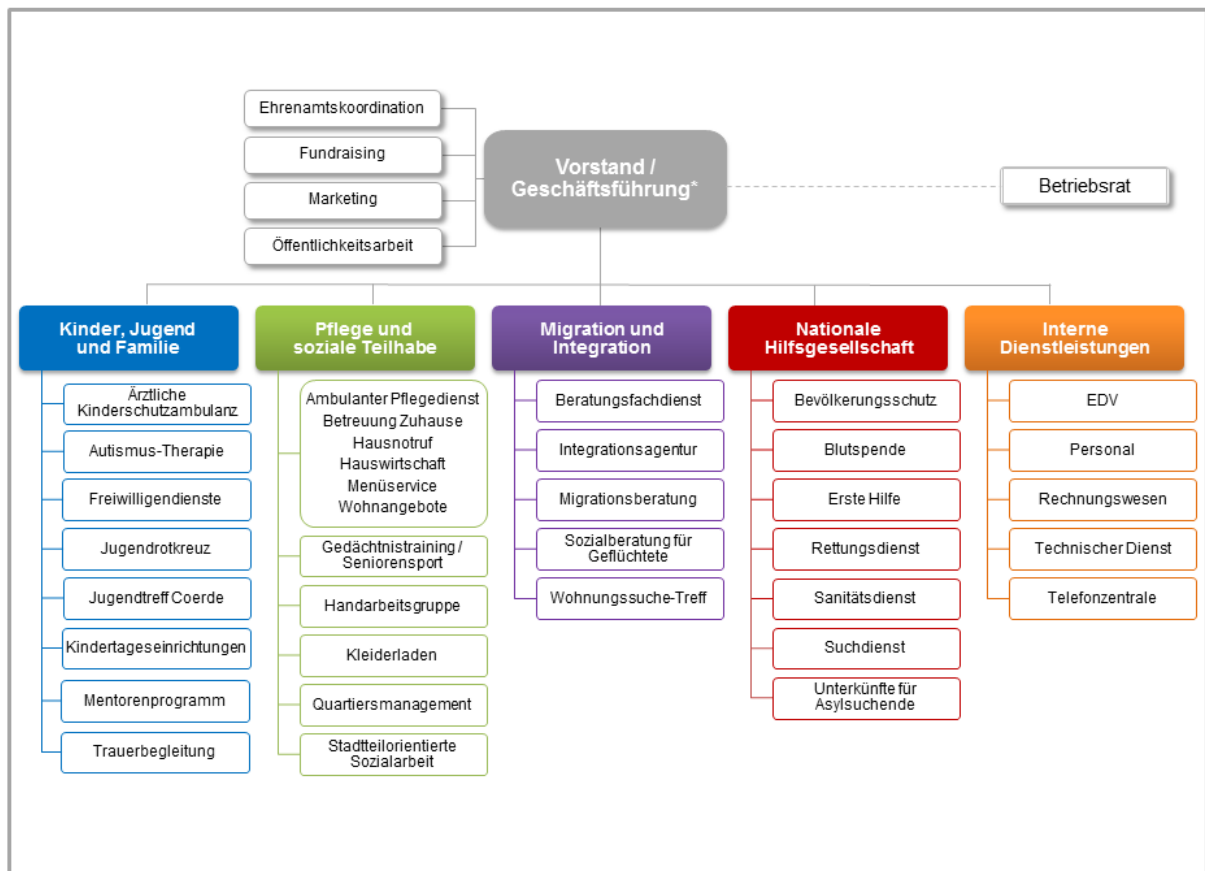 Ehrenamtskoordination
Fundraising
Marketing
Öffentlichkeitsarbeit
Vorstand /
Geschäftsführung*
Betriebsrat
Kinder, Jugend
und Familie
Ärztliche
Kinderschutzambulanz
Autismus-Therapie
Freiwilligendienste
Jugendrotkreuz
Jugendtreff Coerde
Kindertageseinrichtungen
Mentorenprogramm
Trauerbegleitung
Pflege und
soziale Teilhabe
Ambulanter Pflegedienst
Betreuung Zuhause
Hausnotruf
Hauswirtschaft
Menüservice
Wohnangebote
Gedächtnistraining /
Seniorensport
Handarbeitsgruppe
Kleiderladen
Quartiersmanagement
Stadtteilorientierte
Sozialarbeit
Migration und
Integration
Beratungsfachdienst
Integrationsagentur
Migrationsberatung
Sozialberatung für
Geflüchtete
Wohnungssuche-Treff
Nationale
Hilfsgesellschaft
Bevölkerungsschutz
Blutspende
Erste Hilfe
Rettungsdienst
Sanitätsdienst
Suchdienst
Unterkünfte für
Asylsuchende
Interne
Dienstleistungen
EDV
Personal
Rechnungswesen
Technischer Dienst
Telefonzentrale